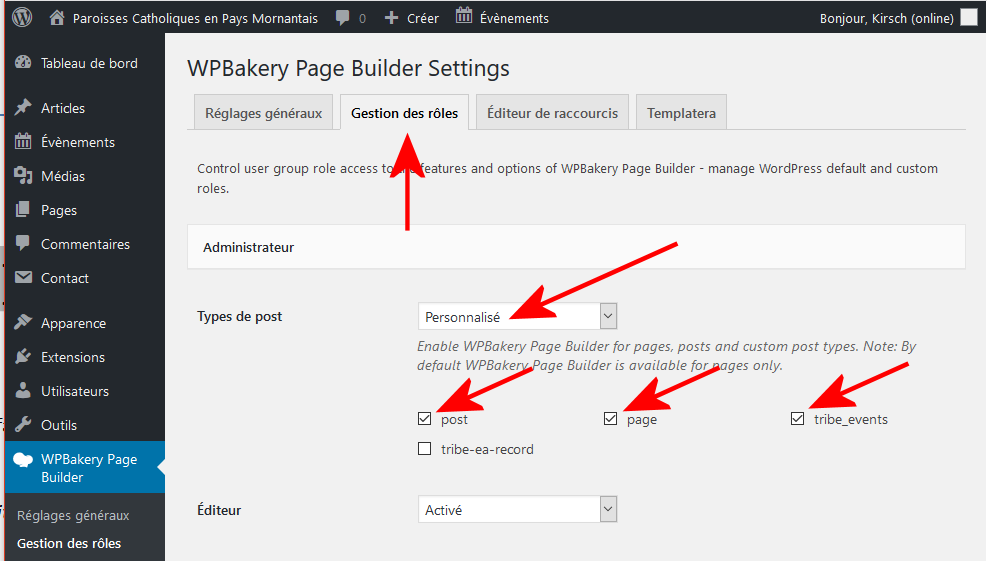 Paroisses Catholiques en Pays Mornantais 0 Créer Évènements Bonjour, Kirsch (online)
Tableau de bord
Articles
Évènements
Médias
Pages
Commentaires
Contact
Apparence
Extensions
Utilisateurs
Outils
WPBakery Page
Builder
Réglages généraux
Gestion des rôles
WPBakery Page Builder Settings
Réglages généraux Gestion des rôles Éditeur de raccourcis Templatera
Control user group role access to the features and options of WPBakery Page Builder - manage WordPress default and custom
roles.
Administrateur
Types de post Personnalisé
Enable WPBakery Page Builder for pages, posts and custom post types. Note: By
default WPBakery Page Builder is available for pages only.
post page tribe_events
tribe-ea-record
Éditeur Activé